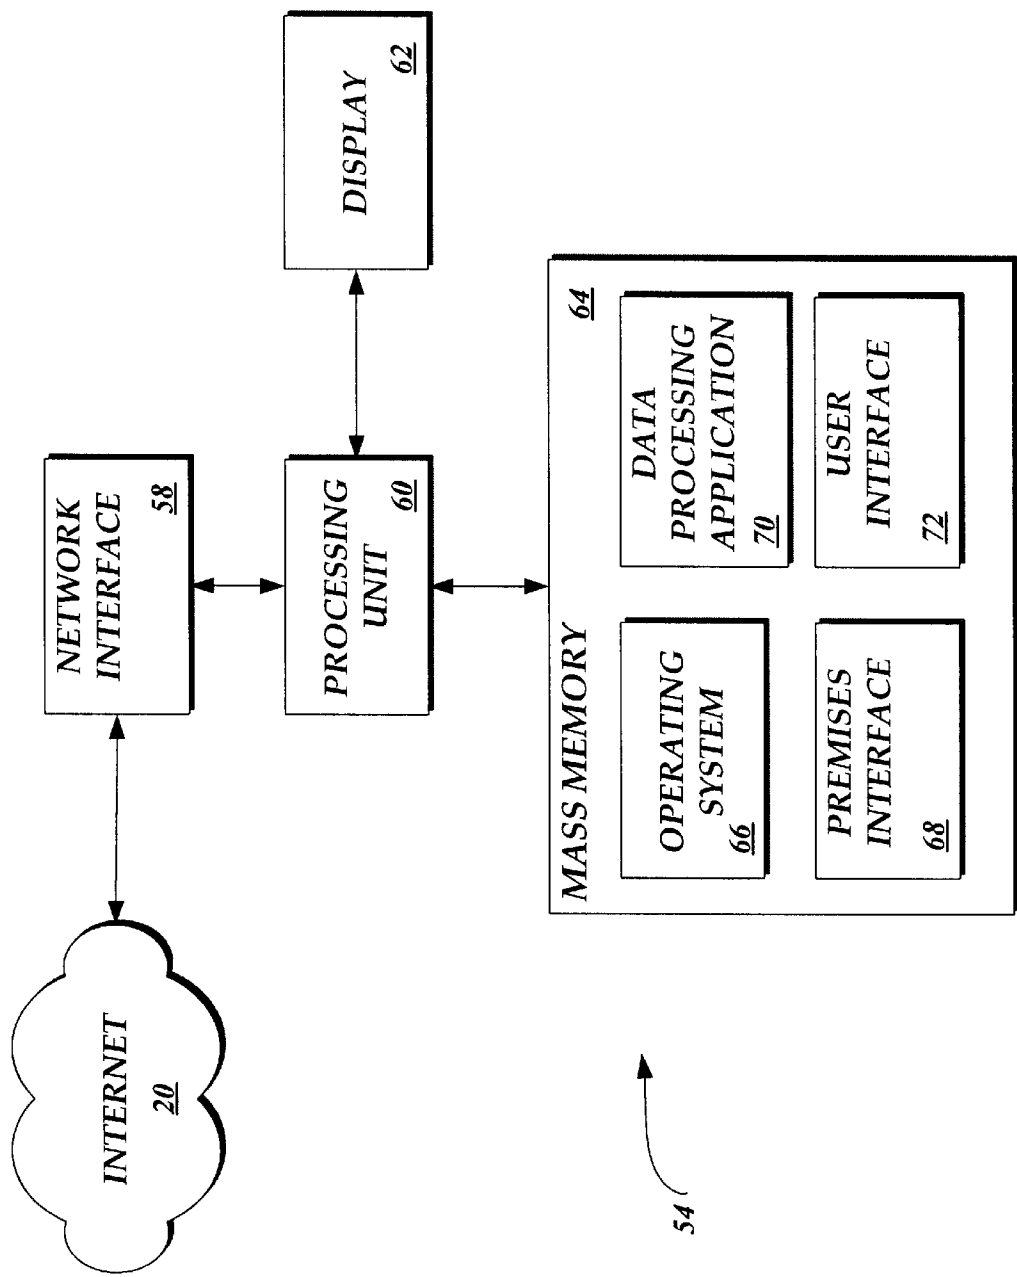 INTERNET
20
NETWORK
INTERFACE
58
PROCESSING
UNIT
60
DISPLAY
62
MASS MEMORY
64
OPERATING
SYSTEM
66
DATA
PROCESSING
APPLICATION
70
PREMISES
INTERFACE
68
USER
INTERFACE
72
54